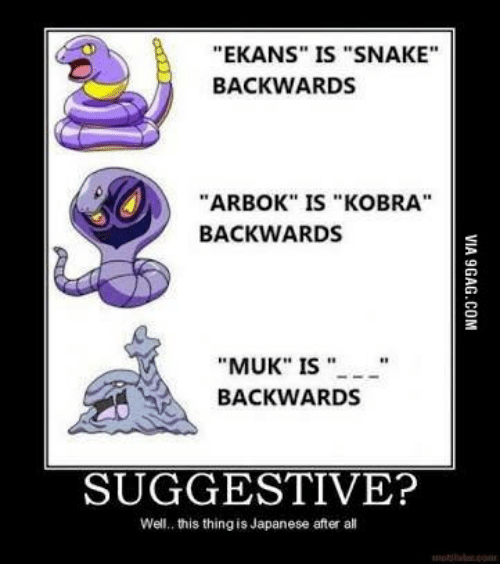 "EKANS" IS "SNAKE"
BACKWARDS
"ARBOK" IS "KOBRA"
BACKWARDS
"MUK" IS "_ _ _"
BACKWARDS
VIA 9GAG.COM
SUGGESTIVE?
Well.. this thing is Japanese after all